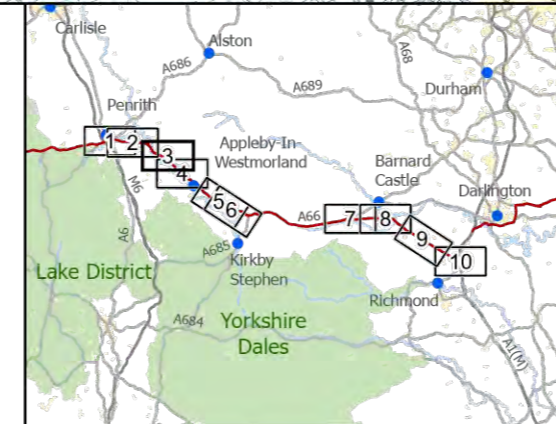 Carlisle
Alston
A68
A686
A689
Durham
Penrith
1
2
3
4
Appleby-In-
Westmorland
Barnard
Castle
Darlington
M6
5
6
A66
7
8
9
10
A6
A685
Kirkby
Stephen
Lake District
Richmond
A684
Yorkshire
Dales
A1(M)